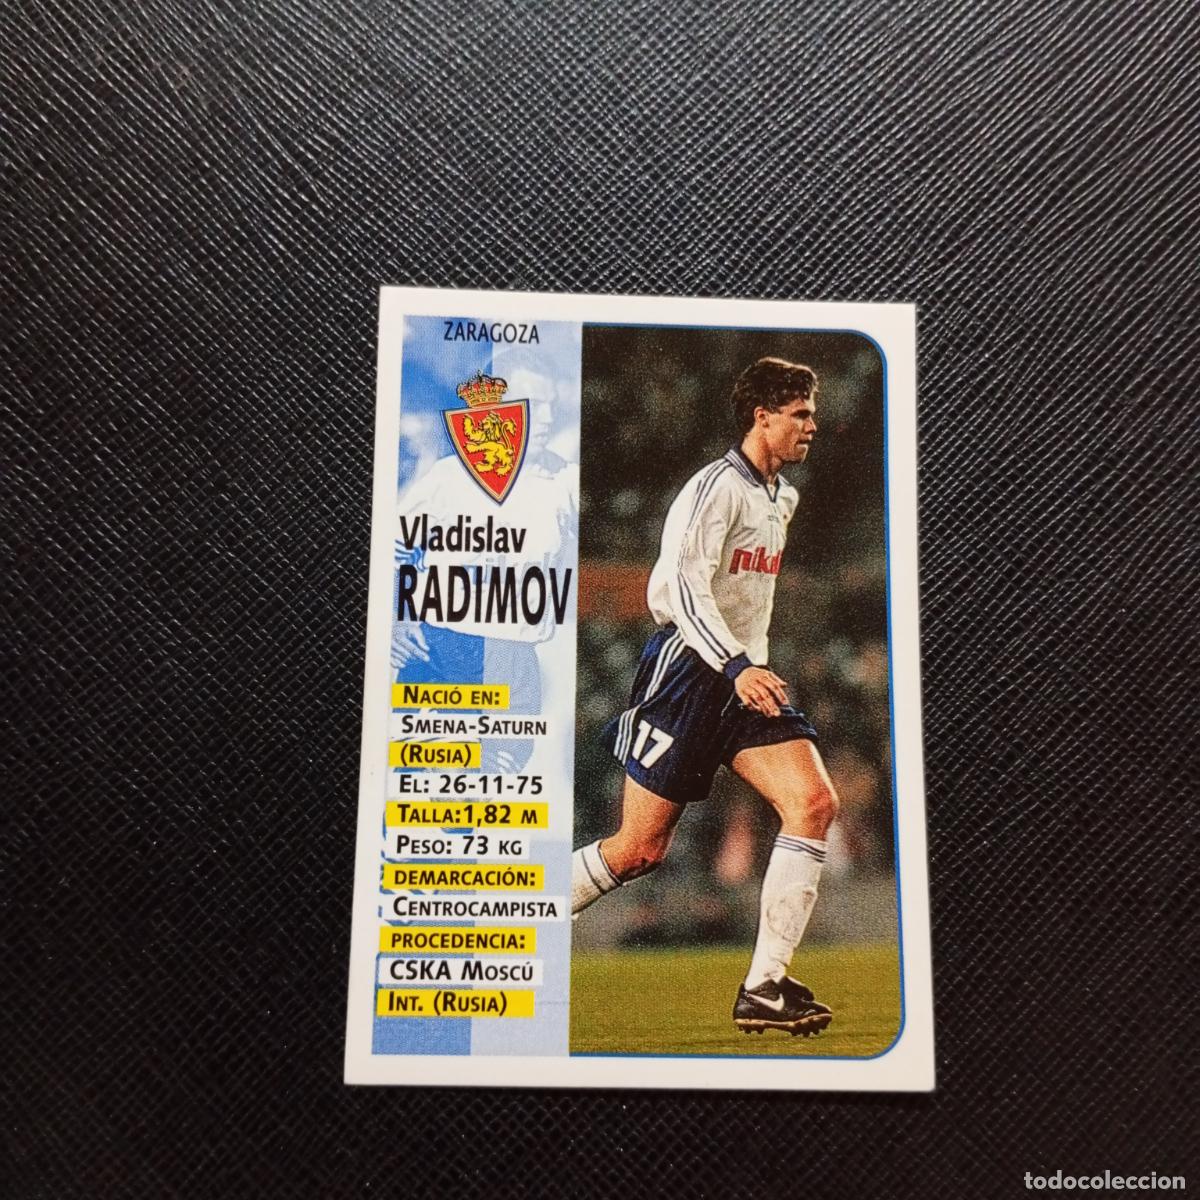 ZARAGOZA
Vladislav
RADIMOV
NACIÓ EN:
SMENA-SATURN
(RUSIA)
EL: 26-11-75
TALLA:1,82 M
PESO: 73 KG
DEMARCACIÓN:
CENTROCAMPISTA
PROCEDENCIA:
CSKA MOSCÚ
INT. (RUSIA)
17
todocoleccion